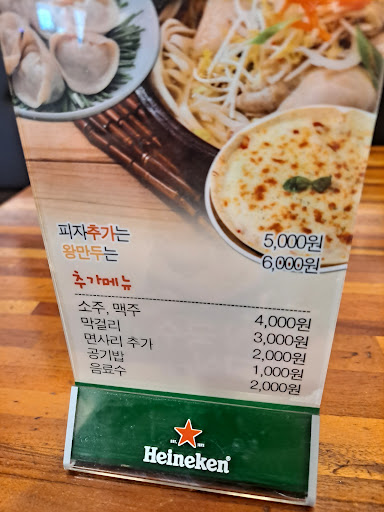 피자추가는 5,000원
왕만두는 6,000원
추가메뉴
소주, 맥주 4,000원
막걸리 3,000원
면사리 추가 2,000원
공기밥 1,000원
음료수 2,000원
Heineken